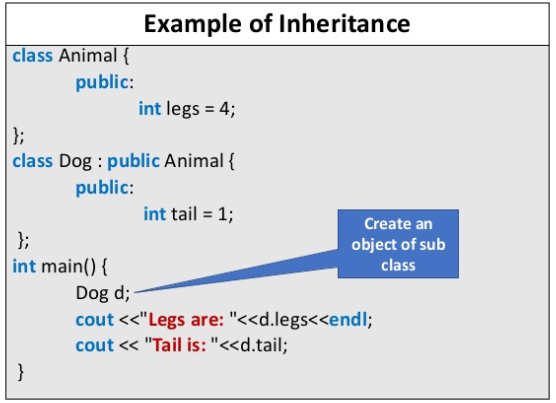 Example of Inheritance
class Animal {
public:
int legs = 4;
};
class Dog : public Animal {
public:
int tail = 1;
};
int main() {
Dog d;
cout <<"Legs are: "<<d.legs<<endl;
cout << "Tail is: "<<d.tail;
}
Create an
object of sub
class